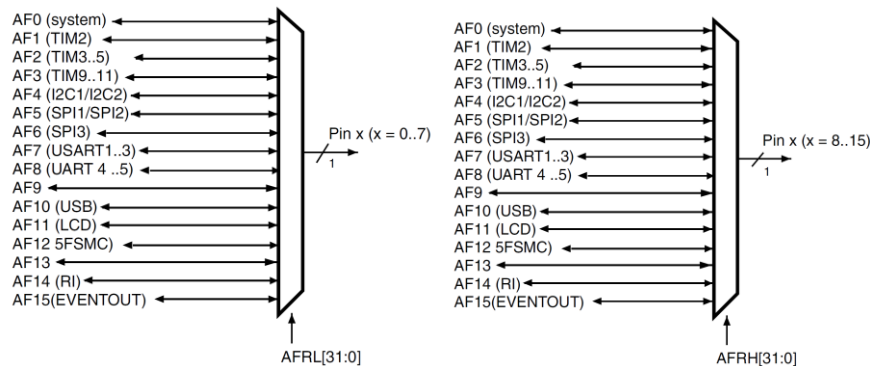 AF0 (system)
AF1 (TIM2)
AF2 (TIM3..5)
AF3 (TIM9..11)
AF4 (I2C1/I2C2)
AF5 (SPI1/SPI2)
AF6 (SPI3)
AF7 (USART1..3)
AF8 (UART 4 ..5)
AF9
AF10 (USB)
AF11 (LCD)
AF12 5FSMC)
AF13
AF14 (RI)
AF15(EVENTOUT)
Pin x (x = 0..7)
1
AFRL[31:0]
AF0 (system)
AF1 (TIM2)
AF2 (TIM3..5)
AF3 (TIM9..11)
AF4 (I2C1/I2C2)
AF5 (SPI1/SPI2)
AF6 (SPI3)
AF7 (USART1..3)
AF8 (UART 4 ..5)
AF9
AF10 (USB)
AF11 (LCD)
AF12 5FSMC)
AF13
AF14 (RI)
AF15(EVENTOUT)
Pin x (x = 8..15)
1
AFRH[31:0]